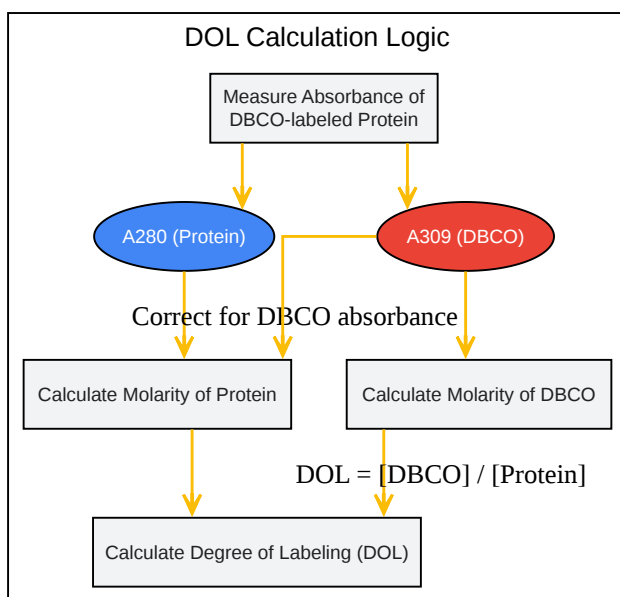 DOL Calculation Logic
Measure Absorbance of
DBCO-labeled Protein
A280 (Protein)
A309 (DBCO)
Correct for DBCO absorbance
Calculate Molarity of Protein
Calculate Molarity of DBCO
DOL = [DBCO] / [Protein]
Calculate Degree of Labeling (DOL)